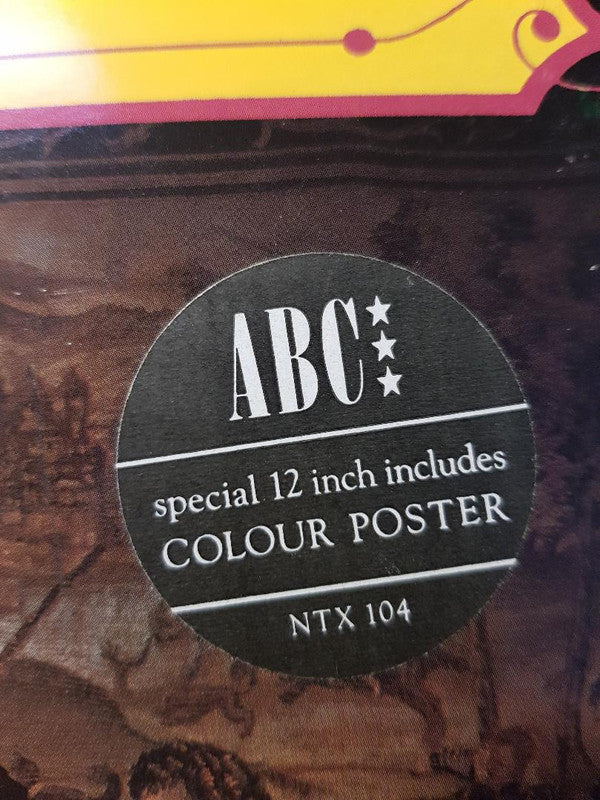 ABC
special 12 inch includes
COLOUR POSTER
NTX 104